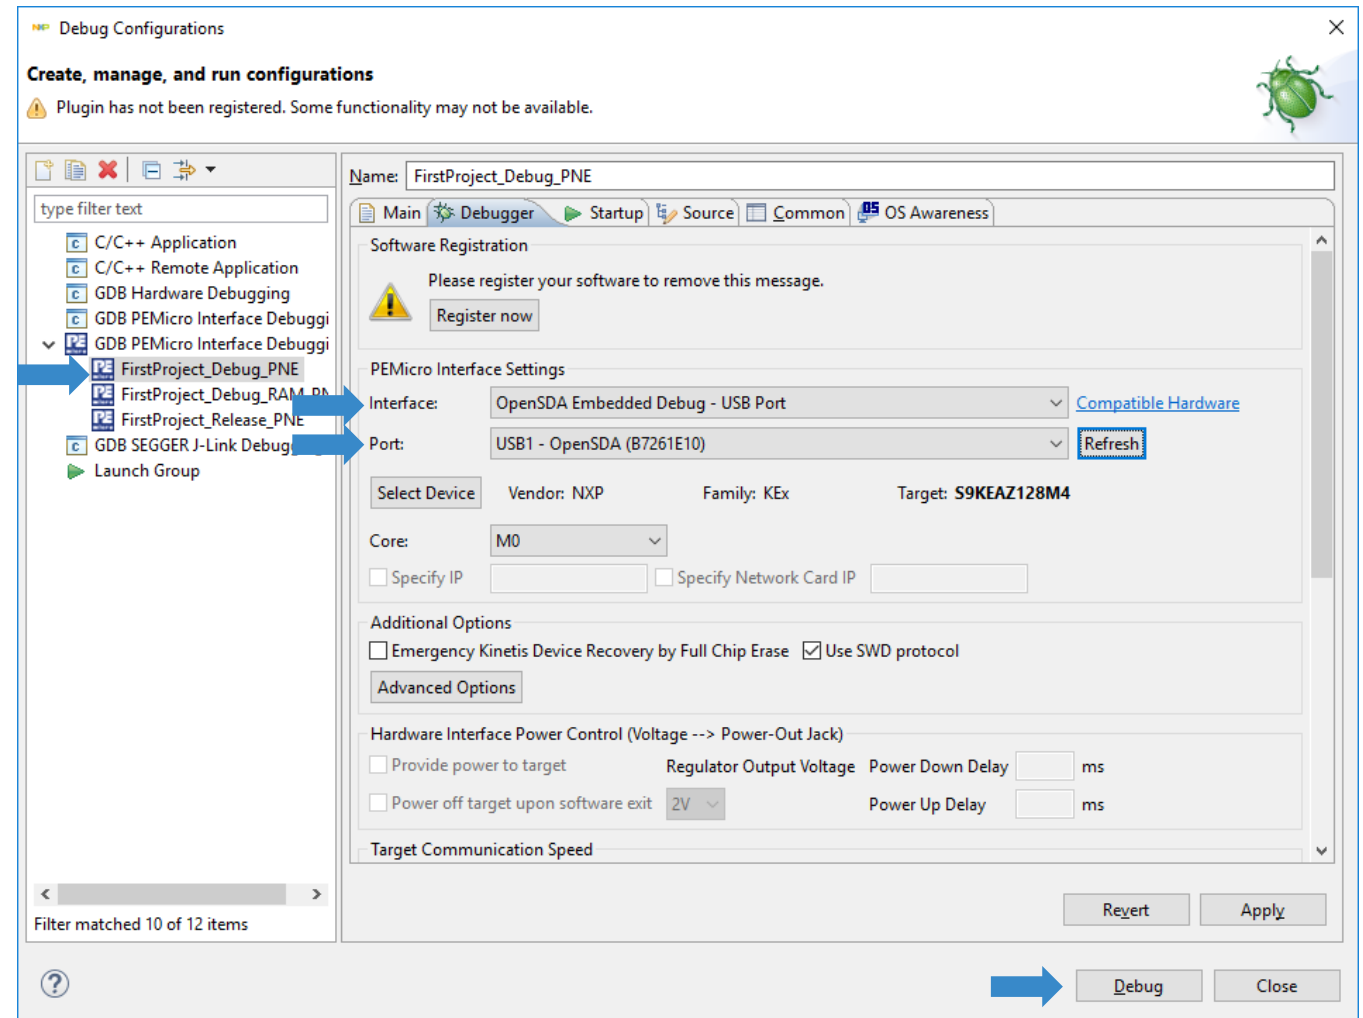 NXP Debug Configurations
Create, manage, and run configurations
Plugin has not been registered. Some functionality may not be available.
type filter text
C/C++ Application
C/C++ Remote Application
GDB Hardware Debugging
GDB PEMicro Interface Debuggi
GDB PEMicro Interface Debuggi
FirstProject_Debug_PNE
FirstProject_Debug_RAM_PN
FirstProject_Release_PNE
GDB SEGGER J-Link Debug
Launch Group
Filter matched 10 of 12 items
Name: FirstProject_Debug_PNE
Main Debugger Startup Source Common OS OS Awareness
Software Registration
Please register your software to remove this message.
Register now
PEMicro Interface Settings
Interface: OpenSDA Embedded Debug - USB Port Compatible Hardware
Port: USB1 - OpenSDA (B7261E10) Refresh
Select Device Vendor: NXP Family: KEx Target: S9KEAZ128M4
Core: M0
Specify IP Specify Network Card IP
Additional Options
Emergency Kinetis Device Recovery by Full Chip Erase Use SWD protocol
Advanced Options
Hardware Interface Power Control (Voltage --> Power-Out Jack)
Provide power to target Regulator Output Voltage Power Down Delay ms
Power off target upon software exit 2V Power Up Delay ms
Target Communication Speed
Revert Apply
? Debug Close